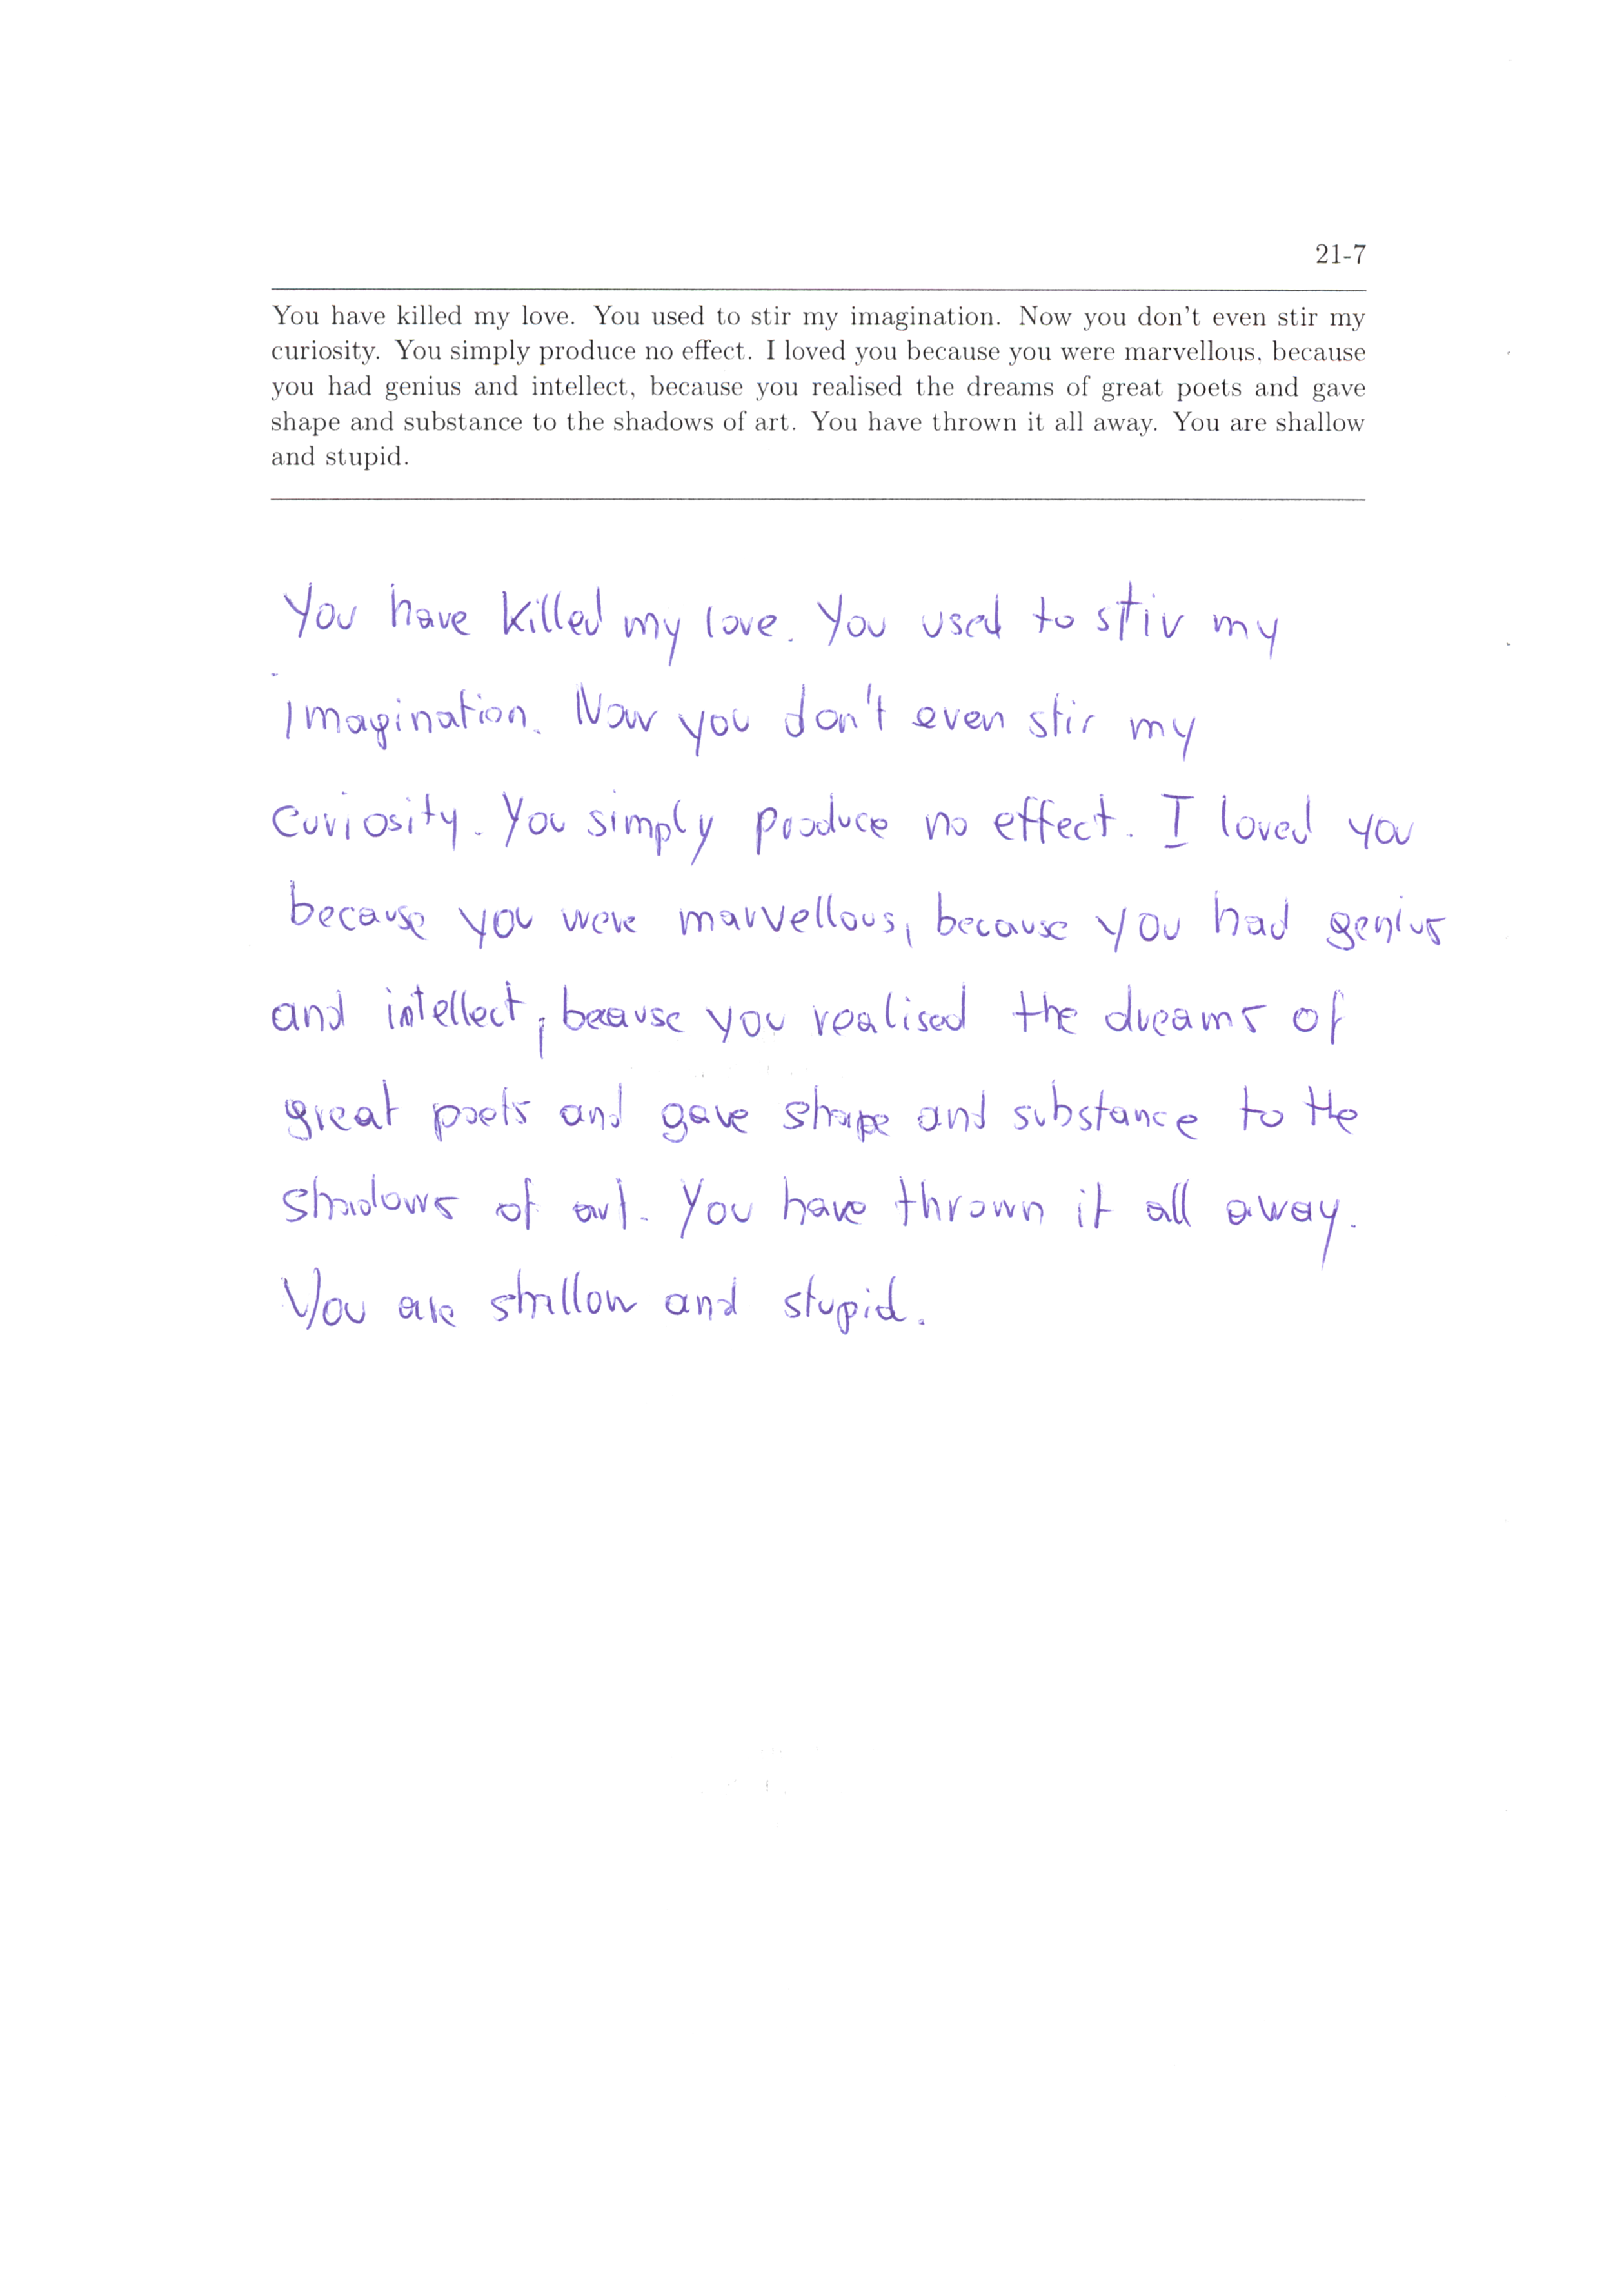 21-7
You have killed my love. You used to stir my imagination. Now you don't even stir my
curiosity. You simply produce no effect. I loved you because you were marvellous, because
you had genius and intellect, because you realised the dreams of great poets and gave
shape and substance to the shadows of art. You have thrown it all away. You are shallow
and stupid.
You have killed my love. You used to stir my
imagination. Now you don't even stir my
curiosity. You simply produce no effect. I loved you
because you were marvellous, because you had genius
and intellect, because you realised the dreams of
great poets and gave shape and substance to the
shadows of art. You have thrown it all away.
You are shallow and stupid.